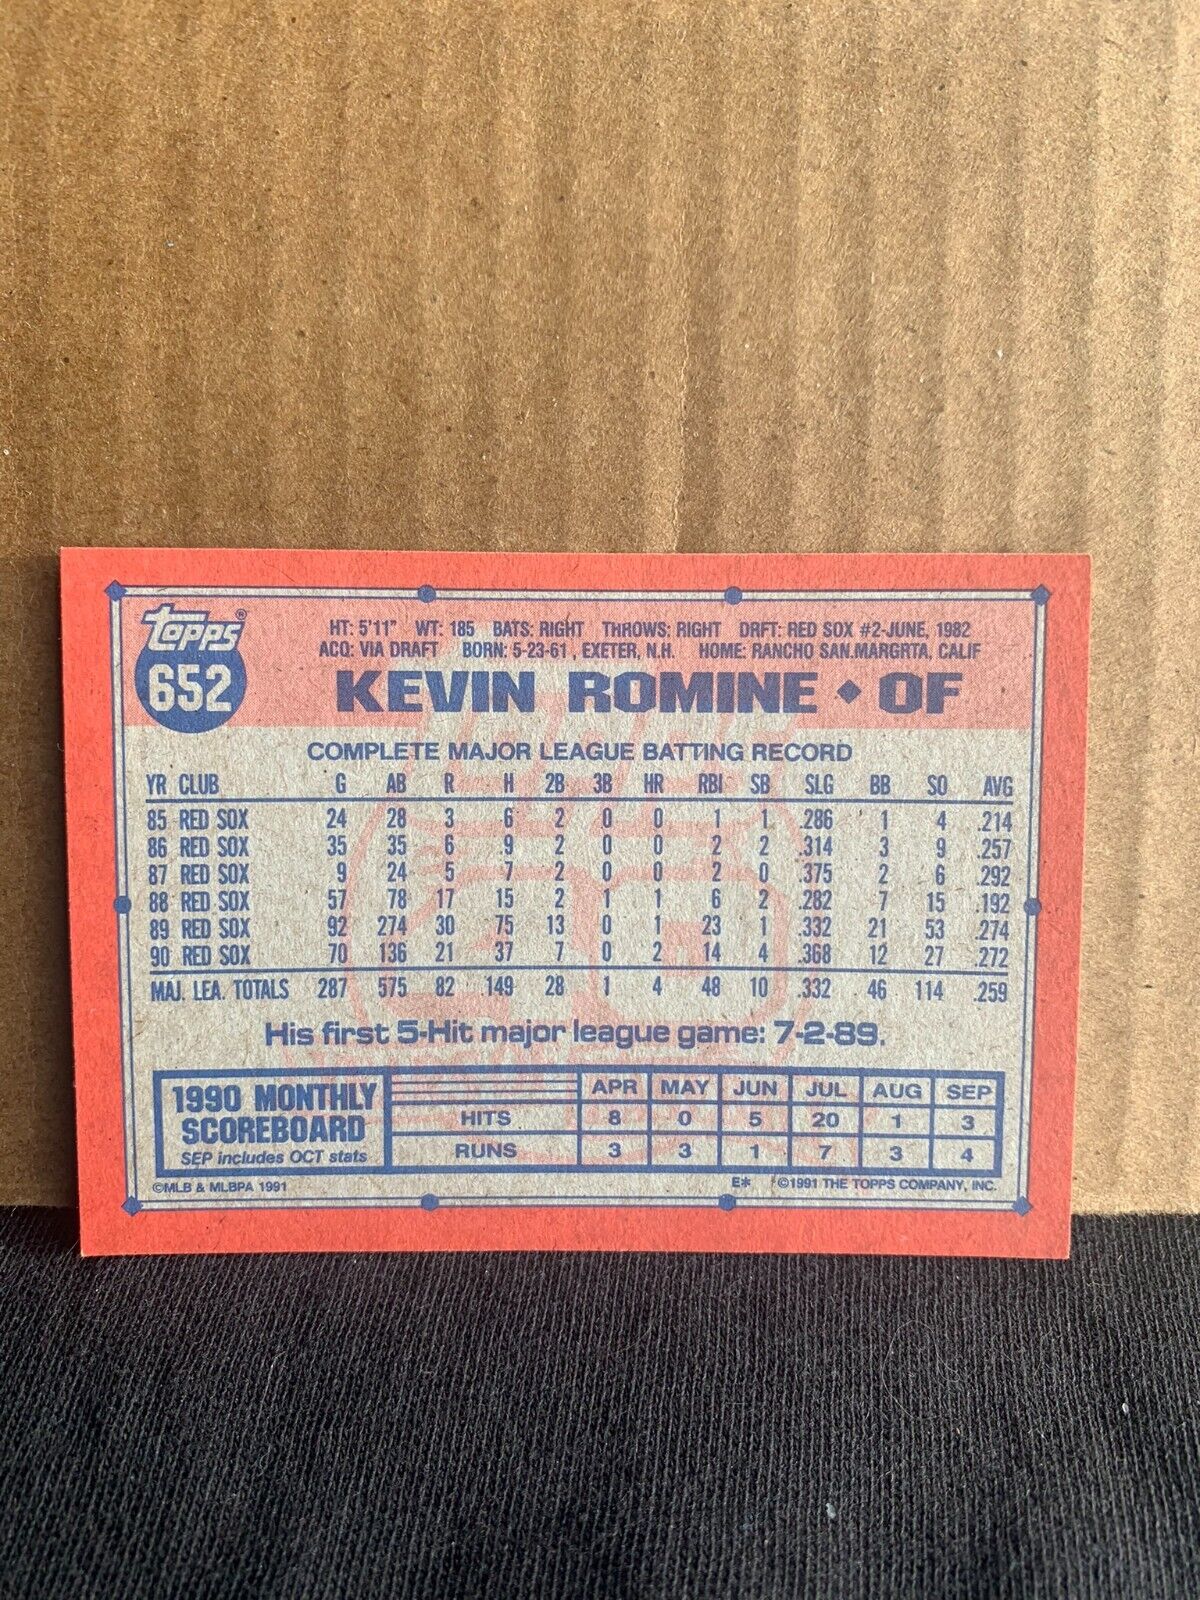 topps®
652
HT: 5'11" WT: 185 BATS: RIGHT THROWS: RIGHT DRFT: RED SOX #2-JUNE, 1982
ACQ: VIA DRAFT BORN: 5-23-61, EXETER, N.H. HOME: RANCHO SAN.MARGRTA, CALIF
KEVIN ROMINE ◆ OF
COMPLETE MAJOR LEAGUE BATTING RECORD
YR CLUB G AB R H 2B 3B HR RBI SB SLG BB SO AVG
85 RED SOX 24 28 3 6 2 0 0 1 1 .286 1 4 .214
86 RED SOX 35 35 6 9 2 0 0 2 2 .314 3 9 .257
87 RED SOX 9 24 5 7 2 0 0 2 0 .375 2 6 .292
88 RED SOX 57 78 17 15 2 1 1 6 2 .282 7 15 .192
89 RED SOX 92 274 30 75 13 0 1 23 1 .332 21 53 .274
90 RED SOX 70 136 21 37 7 0 2 14 4 .368 12 27 .272
MAJ. LEA. TOTALS 287 575 82 149 28 1 4 48 10 .332 46 114 .259
His first 5-Hit major league game: 7-2-89.
1990 MONTHLY
SCOREBOARD
SEP includes OCT stats
APR MAY JUN JUL AUG SEP
HITS 8 0 5 20 1 3
RUNS 3 3 1 7 3 4
©MLB & MLBPA 1991
E* ©1991 THE TOPPS COMPANY, INC.